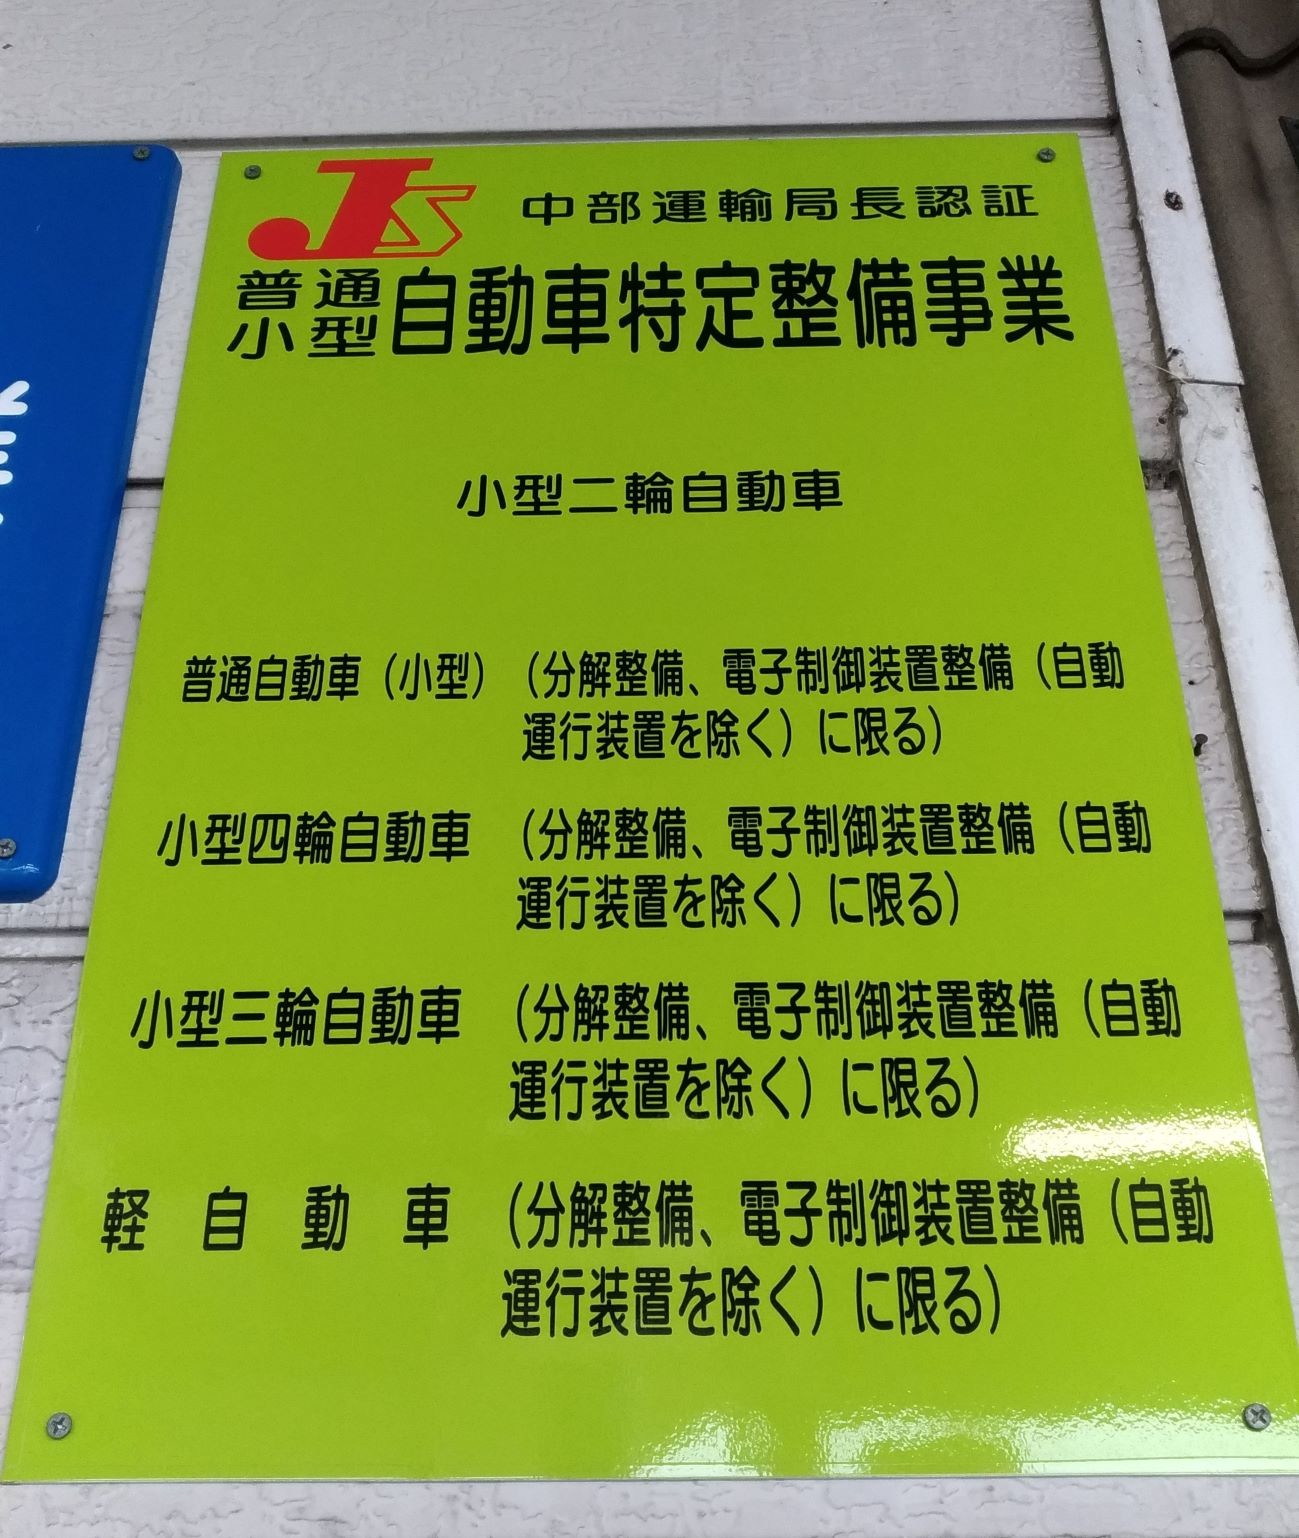 JS 中部運輸局長認証
普通
小型 自動車特定整備事業
小型二輪自動車
普通自動車（小型） （分解整備、電子制御装置整備（自動
運行装置を除く）に限る）
小型四輪自動車 （分解整備、電子制御装置整備（自動
運行装置を除く）に限る）
小型三輪自動車 （分解整備、電子制御装置整備（自動
運行装置を除く）に限る）
軽自動車 （分解整備、電子制御装置整備（自動
運行装置を除く）に限る）